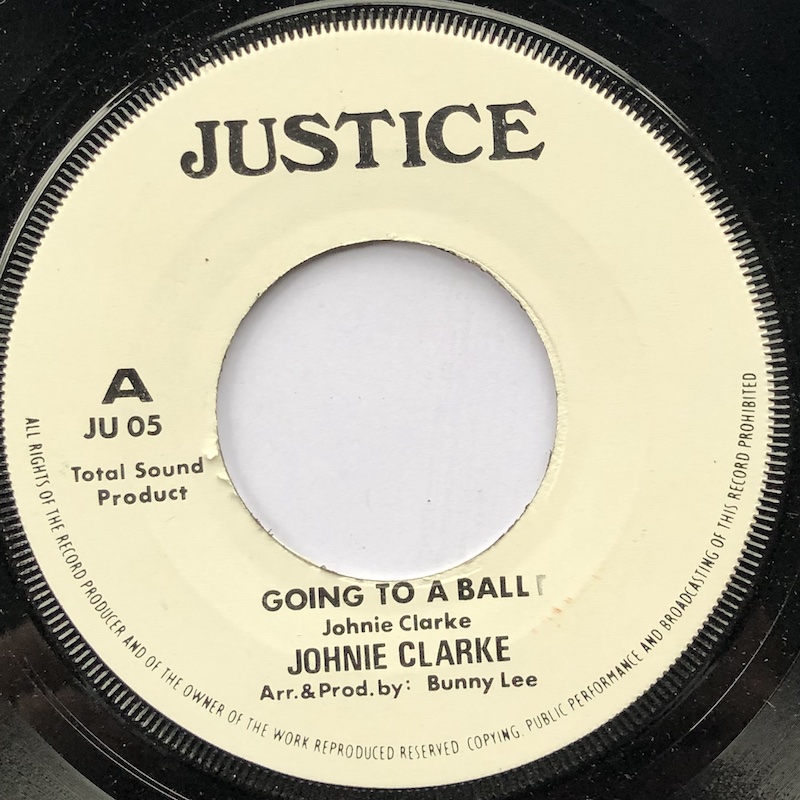 JUSTICE
A
JU 05
Total Sound
Product
GOING TO A BALL
Johnie Clarke
JOHNIE CLARKE
Arr.&Prod.by: Bunny Lee
ALL RIGHTS OF THE RECORD PRODUCER AND OF THE OWNER OF THE WORK REPRODUCED RESERVED COPYING, PUBLIC PERFORMANCE AND BROADCASTING OF THIS RECORD PROHIBITED